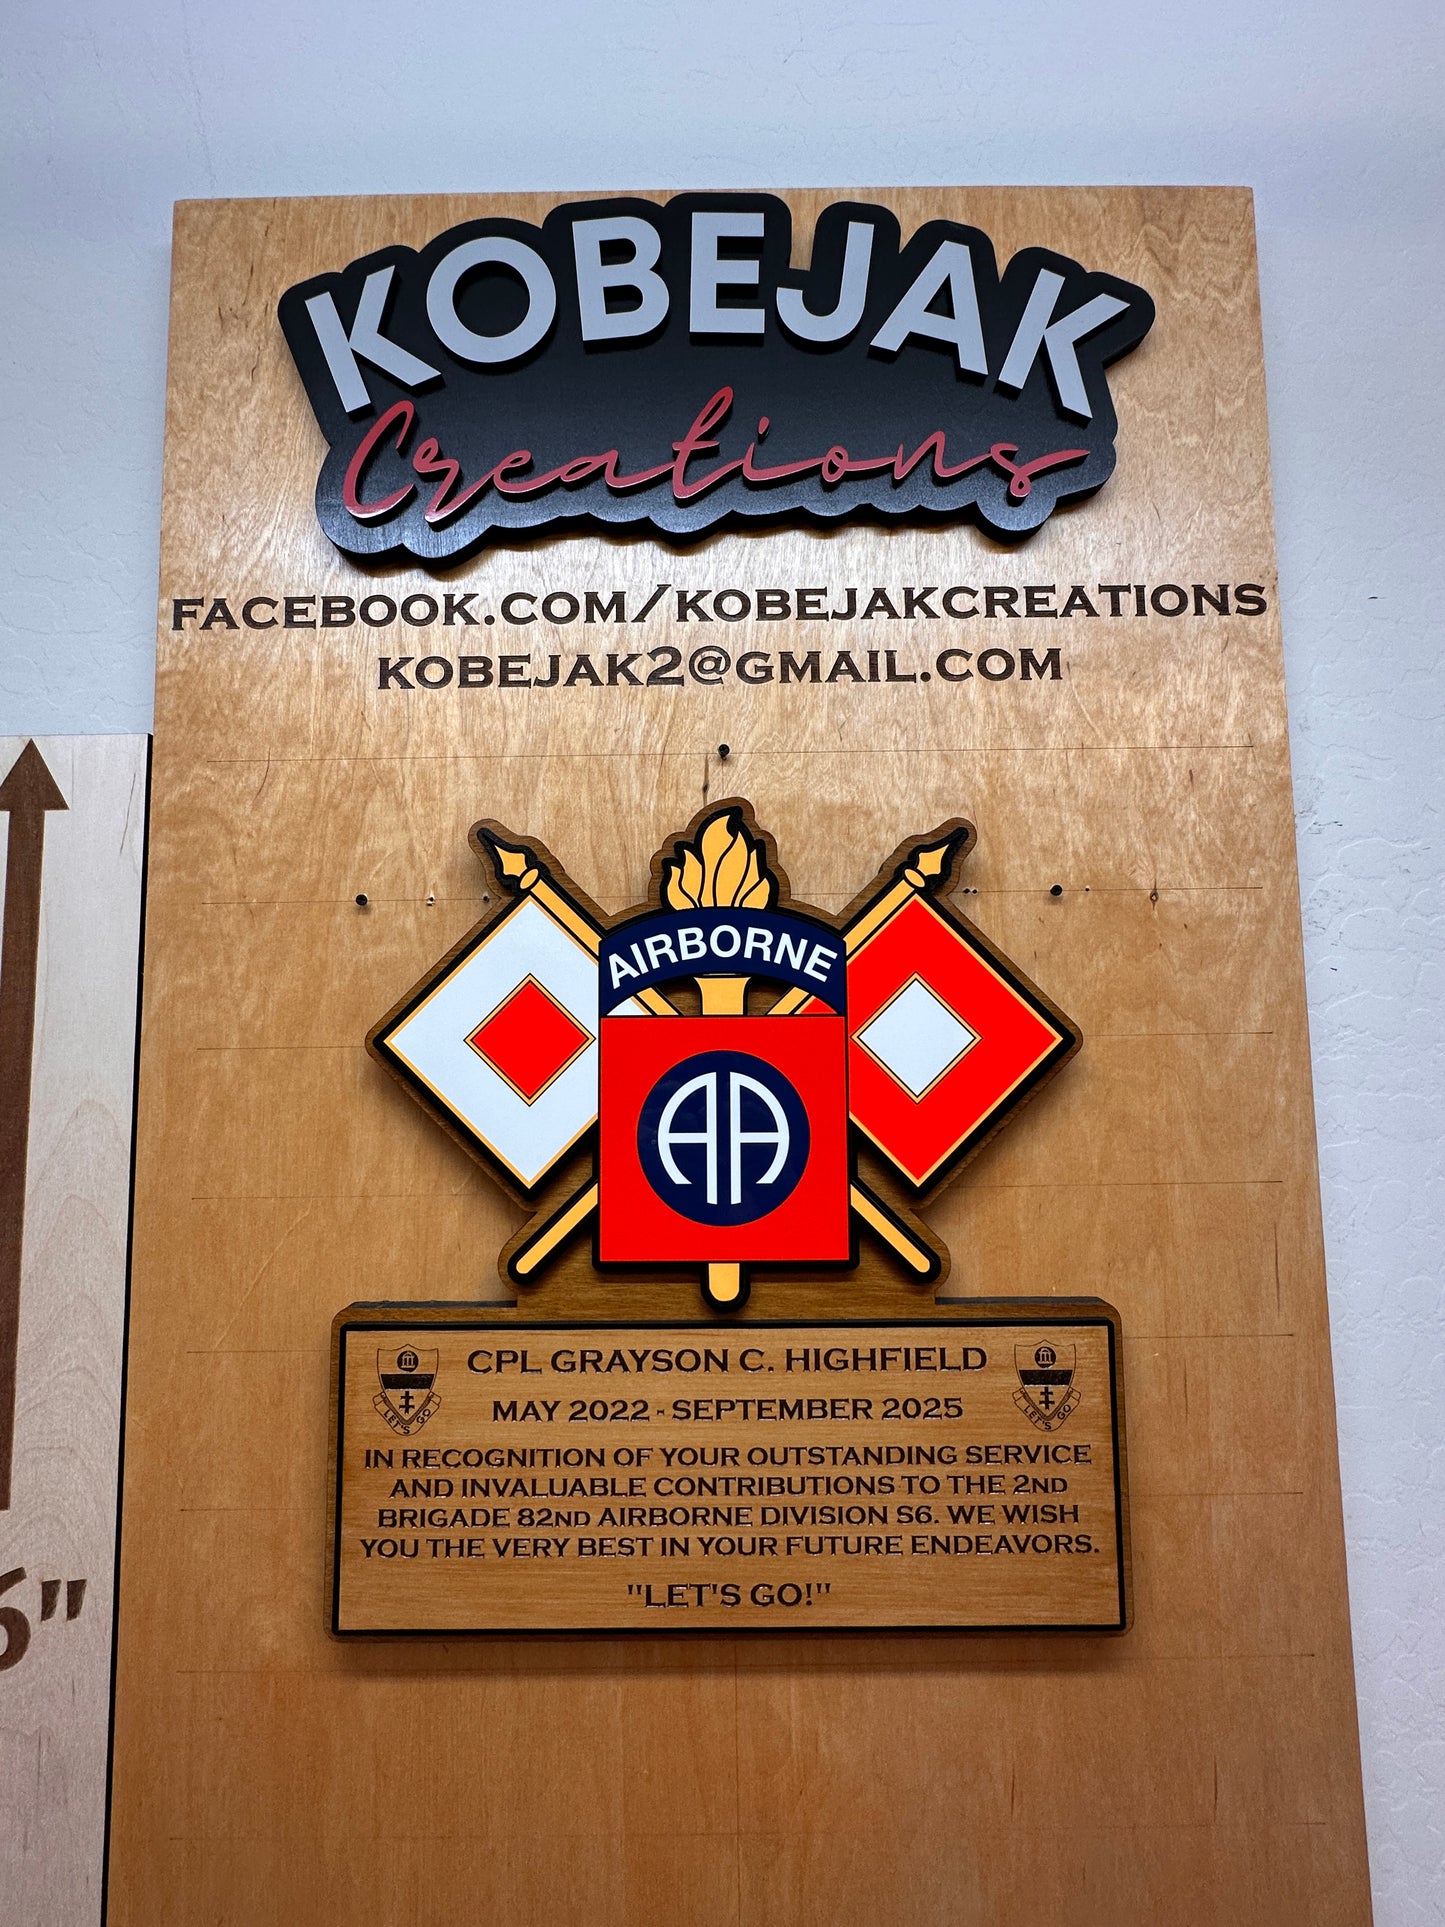 KOBEJAK
Creations
FACEBOOK.COM/KOBEJAKCREATIONS
KOBEJAK2@GMAIL.COM
AIRBORNE
AA
CPL GRAYSON C. HIGHFIELD
MAY 2022 - SEPTEMBER 2025
LET'S GO
LET'S GO
IN RECOGNITION OF YOUR OUTSTANDING SERVICE
AND INVALUABLE CONTRIBUTIONS TO THE 2ND
BRIGADE 82ND AIRBORNE DIVISION S6. WE WISH
YOU THE VERY BEST IN YOUR FUTURE ENDEAVORS.
"LET'S GO!"
6"